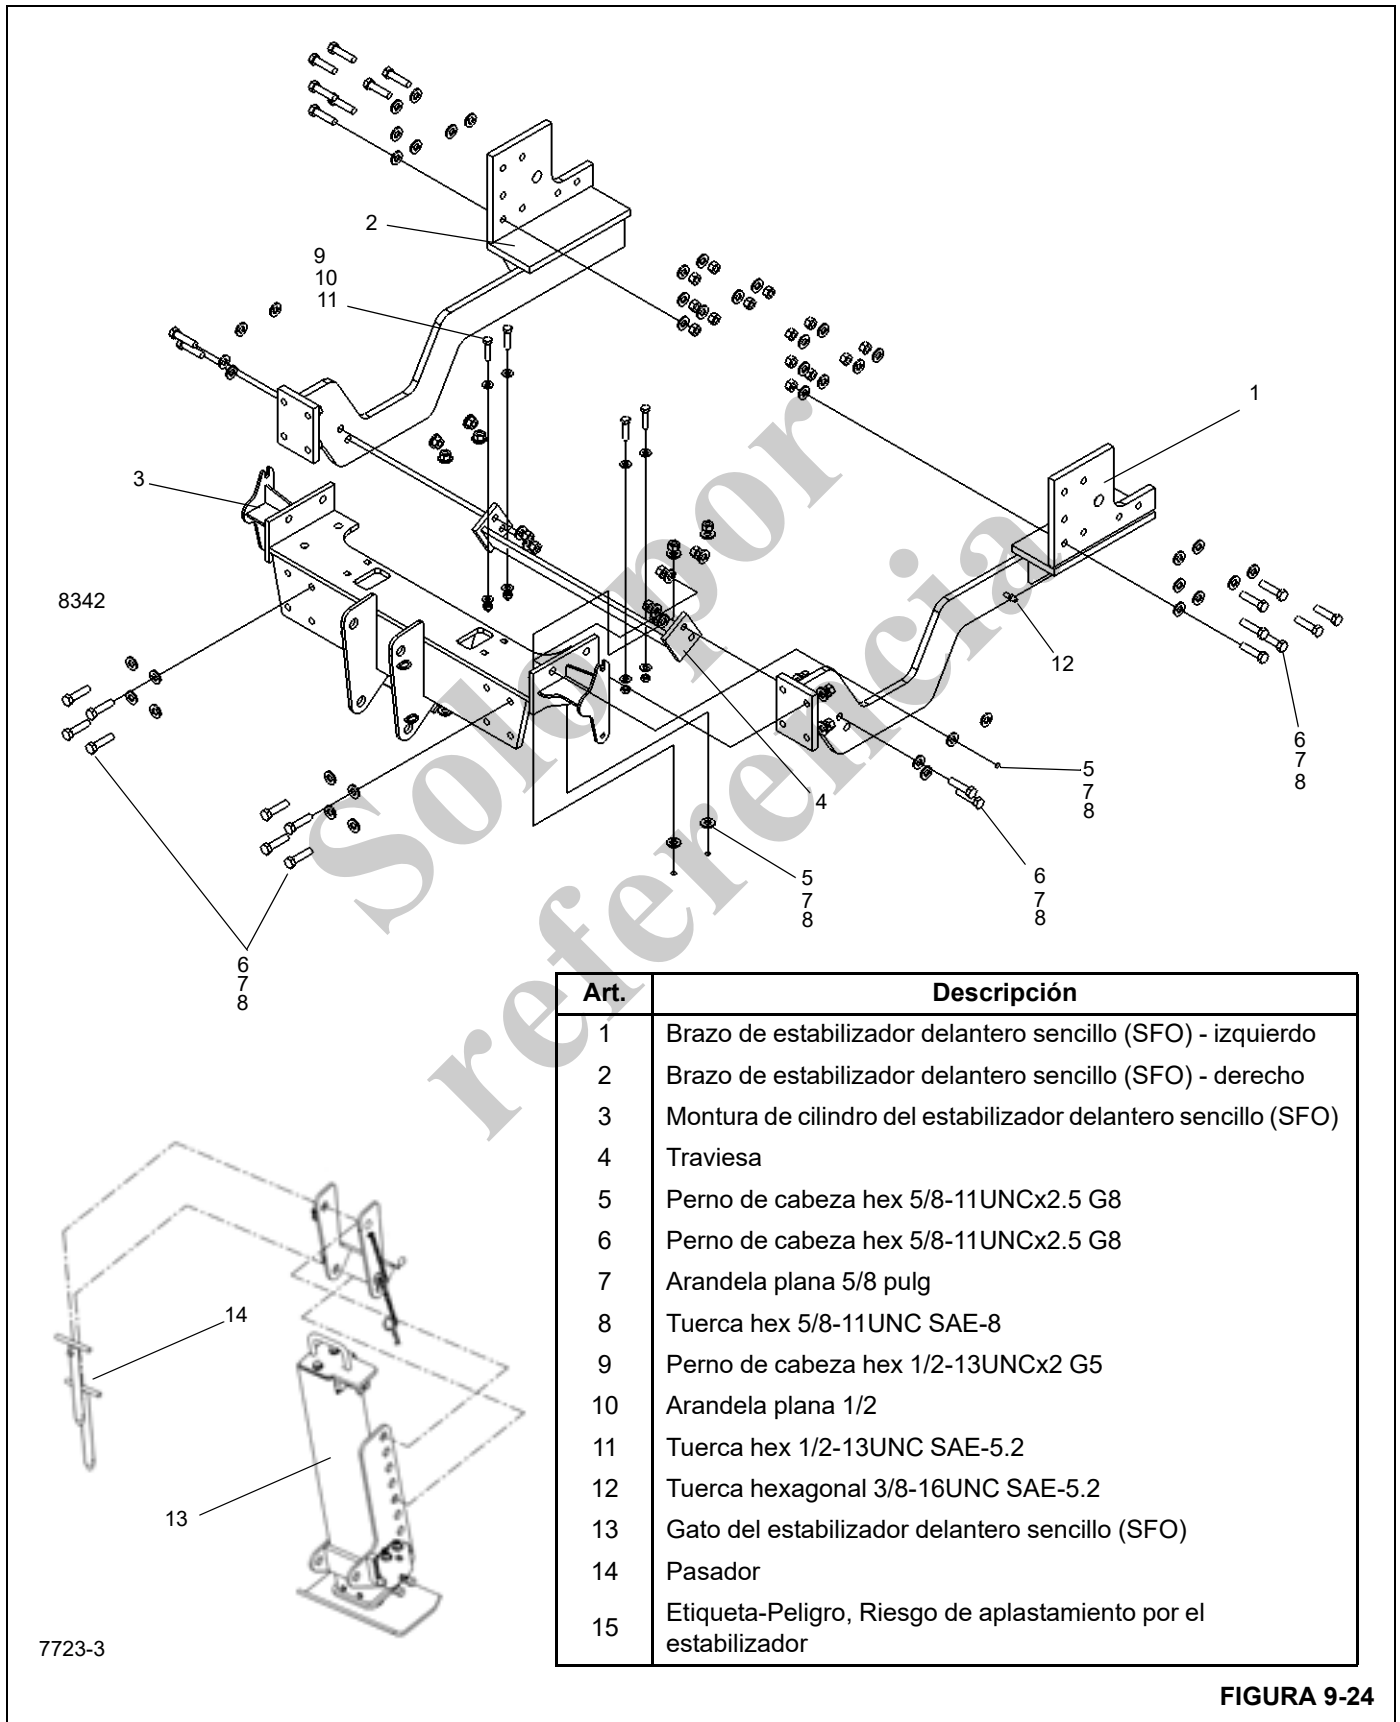 2
9
10
11
1
3
8342
12
6
7
8
5
7
8
4
5
7
8
6
7
8
6
7
8
Solo por
referencia
Art. Descripción
1 Brazo de estabilizador delantero sencillo (SFO) - izquierdo
2 Brazo de estabilizador delantero sencillo (SFO) - derecho
3 Montura de cilindro del estabilizador delantero sencillo (SFO)
4 Traviesa
5 Perno de cabeza hex 5/8-11UNCx2.5 G8
6 Perno de cabeza hex 5/8-11UNCx2.5 G8
7 Arandela plana 5/8 pulg
8 Tuerca hex 5/8-11UNC SAE-8
9 Perno de cabeza hex 1/2-13UNCx2 G5
10 Arandela plana 1/2
11 Tuerca hex 1/2-13UNC SAE-5.2
12 Tuerca hexagonal 3/8-16UNC SAE-5.2
13 Gato del estabilizador delantero sencillo (SFO)
14 Pasador
15 Etiqueta-Peligro, Riesgo de aplastamiento por el
estabilizador
14
13
7723-3
FIGURA 9-24